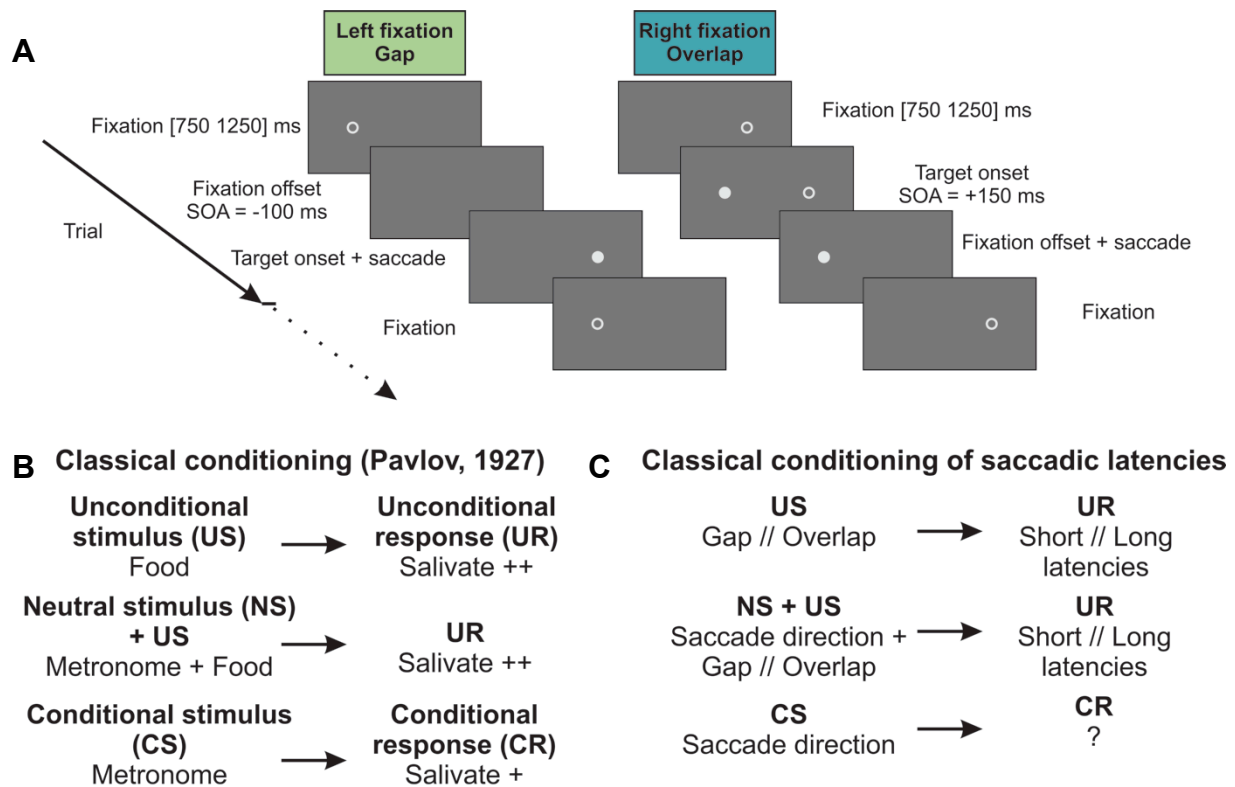 A
Left fixation
Gap
Right fixation
Overlap
Fixation [750 1250] ms
Fixation [750 1250] ms
Fixation offset
SOA = -100 ms
Target onset
SOA = +150 ms
Trial
Target onset + saccade
Fixation offset + saccade
Fixation
Fixation
B
Classical conditioning (Pavlov, 1927)
Unconditional
stimulus (US)
Food
Unconditional
response (UR)
Salivate ++
Neutral stimulus (NS)
+ US
Metronome + Food
UR
Salivate ++
Conditional stimulus
(CS)
Metronome
Conditional
response (CR)
Salivate +
C
Classical conditioning of saccadic latencies
US
Gap // Overlap
UR
Short // Long
latencies
NS + US
Saccade direction +
Gap // Overlap
UR
Short // Long
latencies
CS
Saccade direction
CR
?